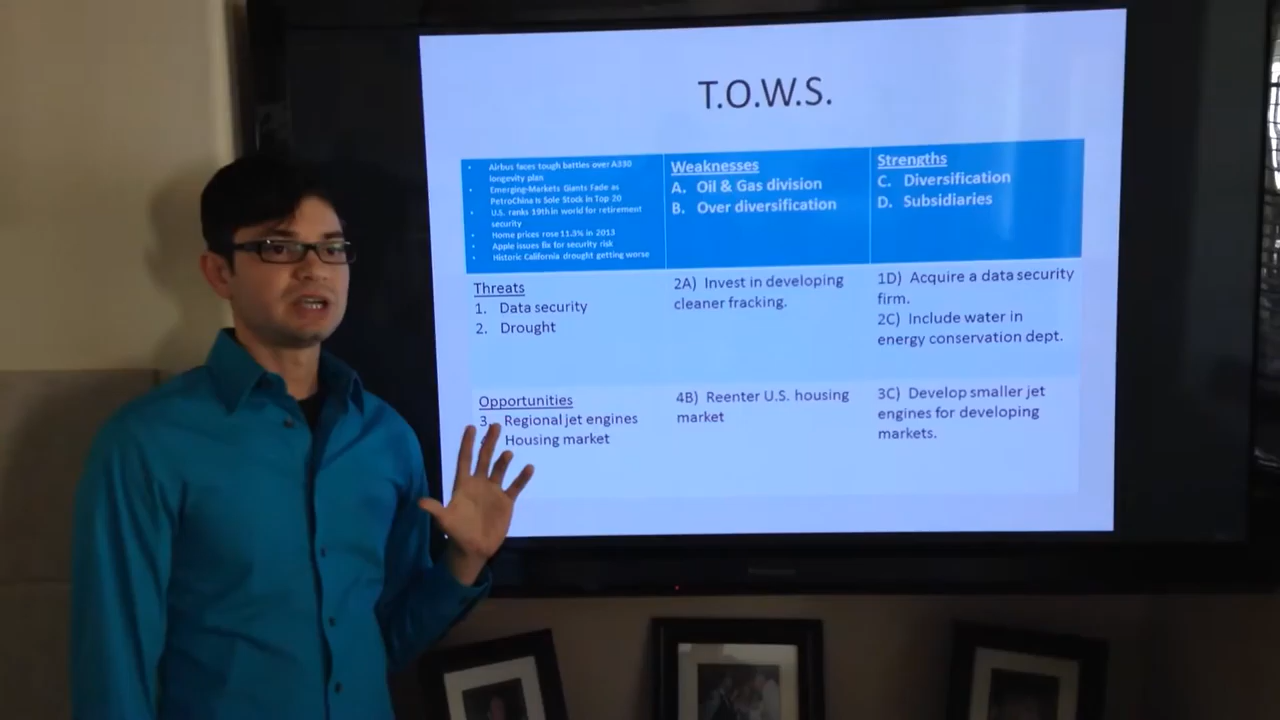 T.O.W.S.
• Airbus faces tough battles over A330
longevity plan
• Emerging-Markets Giants Fade as
PetroChina Is Sole Stock in Top 20
• U.S. ranks 19th in world for retirement
security
• Home prices rose 11.3% in 2013
• Apple issues fix for security risk
• Historic California drought getting worse
Weaknesses
A. Oil & Gas division
B. Over diversification
Strengths
C. Diversification
D. Subsidiaries
Threats
1. Data security
2. Drought
2A) Invest in developing
cleaner fracking.
1D) Acquire a data security
firm.
2C) Include water in
energy conservation dept.
Opportunities
3. Regional jet engines
Housing market
4B) Reenter U.S. housing
market
3C) Develop smaller jet
engines for developing
markets.